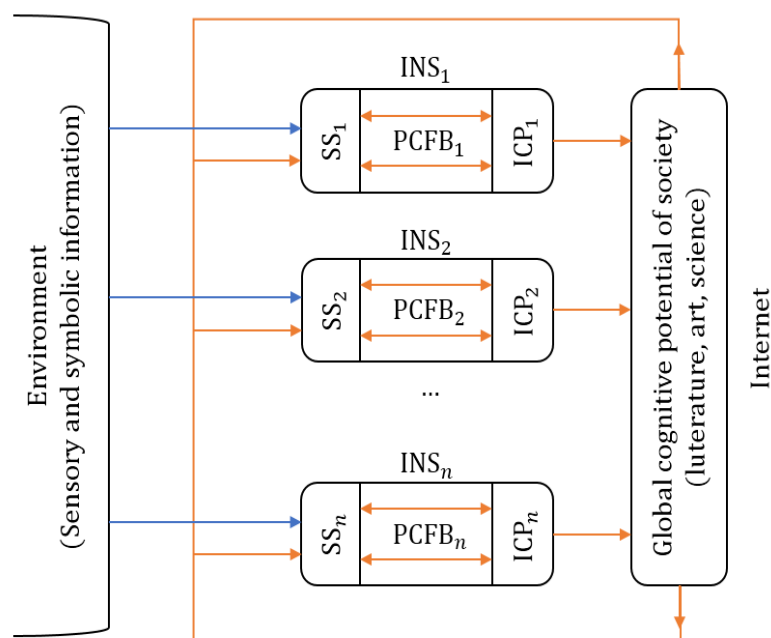 Environment
(Sensory and symbolic information)
INS₁
SS₁
PCFB₁
ICP₁
INS₂
SS₂
PCFB₂
ICP₂
...
INSₙ
SSₙ
PCFBₙ
ICPₙ
Global cognitive potential of society
(luterature, art, science)
Internet